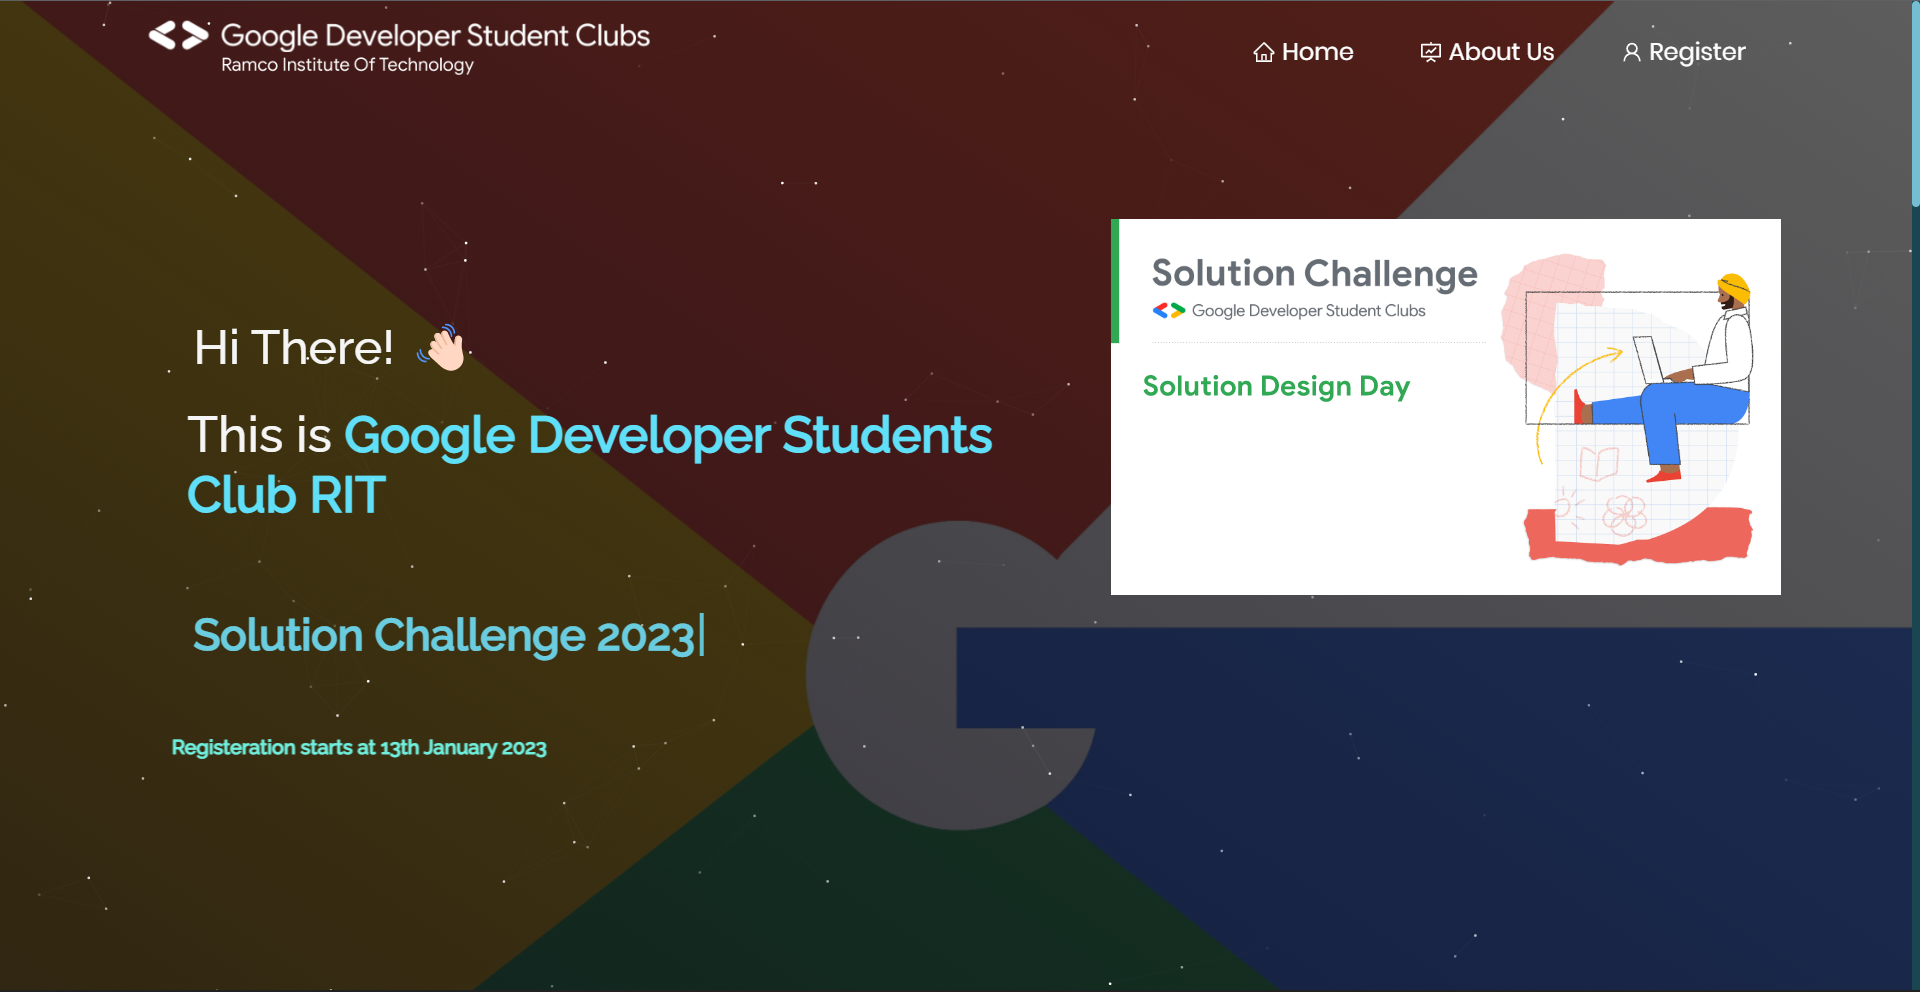 Google Developer Student Clubs
Ramco Institute Of Technology
Home
About Us
Register
Hi There!
This is Google Developer Students
Club RIT
Solution Challenge 2023
Registeration starts at 13th January 2023
Solution Challenge
Google Developer Student Clubs
Solution Design Day